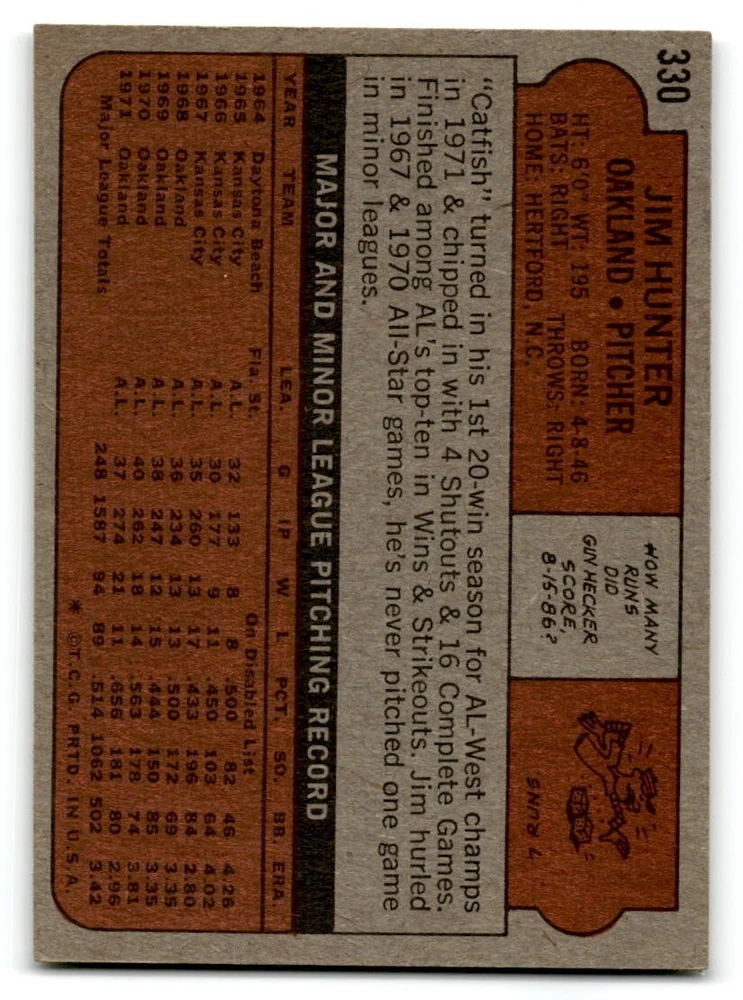 330
JIM HUNTER
OAKLAND • PITCHER
HT: 6'0" WT: 195 BORN: 4-8-46
BATS: RIGHT THROWS: RIGHT
HOME: HERTFORD, N.C.
HOW MANY
RUNS
DID
GIN HECKER
SCORE,
8-15-86?
7 RUNS
"Catfish" turned in his 1st 20-win season for AL-West champs
in 1971 & chipped in with 4 Shutouts & 16 Complete Games.
Finished among AL's top-ten in Wins & Strikeouts. Jim hurled
in 1967 & 1970 All-Star games, he's never pitched one game
in minor leagues.
MAJOR AND MINOR LEAGUE PITCHING RECORD
YEAR TEAM LEA. G IP W L PCT. SO. BB. ERA.
1964 Daytona Beach Fla. St. On Disabled List
1965 Kansas City A.L. 32 133 8 8 .500 82 46 4.26
1966 Kansas City A.L. 30 177 9 11 .450 103 64 4.02
1967 Kansas City A.L. 35 260 13 17 .433 196 84 2.80
1968 Oakland A.L. 36 234 13 13 .500 172 69 3.35
1969 Oakland A.L. 38 247 12 15 .444 150 85 3.35
1970 Oakland A.L. 40 262 18 14 .563 178 74 3.81
1971 Oakland A.L. 37 274 21 11 .656 181 80 2.96
Major League Totals 248 1587 94 89 .514 1062 502 3.42
* © T.C.G. PRTD. IN U.S.A.